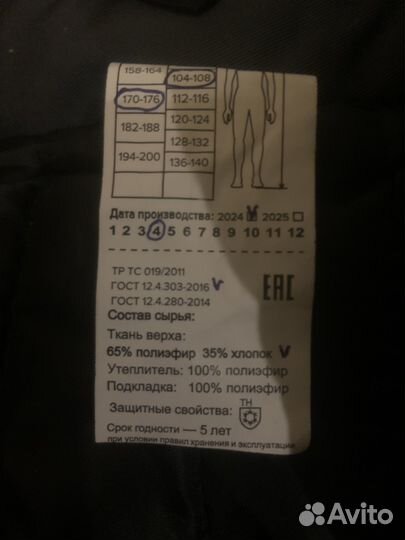 158-164 104-108
170-176 112-116
182-188 120-124
194-200 128-132
136-140
Дата производства: 2024 2025
1 2 3 4 5 6 7 8 9 10 11 12
ТР ТС 019/2011
ГОСТ 12.4.303-2016
ГОСТ 12.4.280-2014
ЕАС
Состав сырья:
Ткань верха:
65% полиэфир 35% хлопок
Утеплитель: 100% полиэфир
Подкладка: 100% полиэфир
Защитные свойства: ТН
Срок годности — 5 лет
при условии правил хранения и эксплуатации
Avito